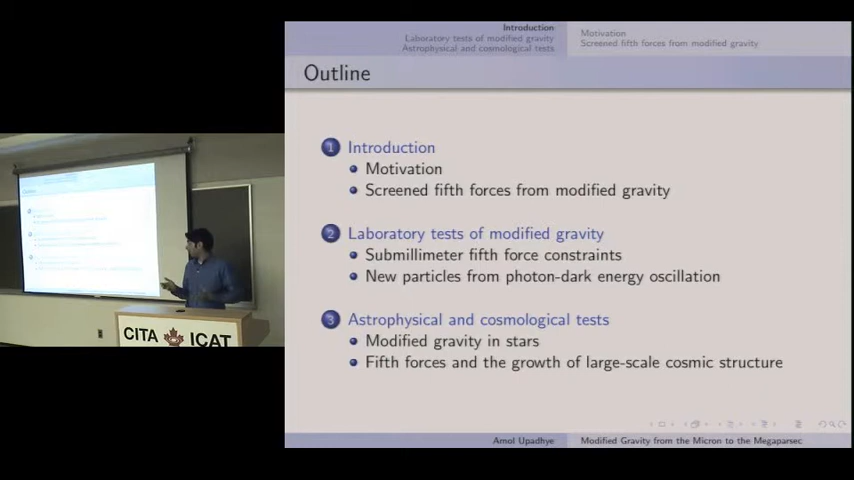 Introduction
Laboratory tests of modified gravity
Astrophysical and cosmological tests
Motivation
Screened fifth forces from modified gravity
Outline
1 Introduction
Motivation
Screened fifth forces from modified gravity
2 Laboratory tests of modified gravity
Submillimeter fifth force constraints
New particles from photon-dark energy oscillation
3 Astrophysical and cosmological tests
Modified gravity in stars
Fifth forces and the growth of large-scale cosmic structure
Amol Upadhye
Modified Gravity from the Micron to the Megaparsec
CITA ICAT